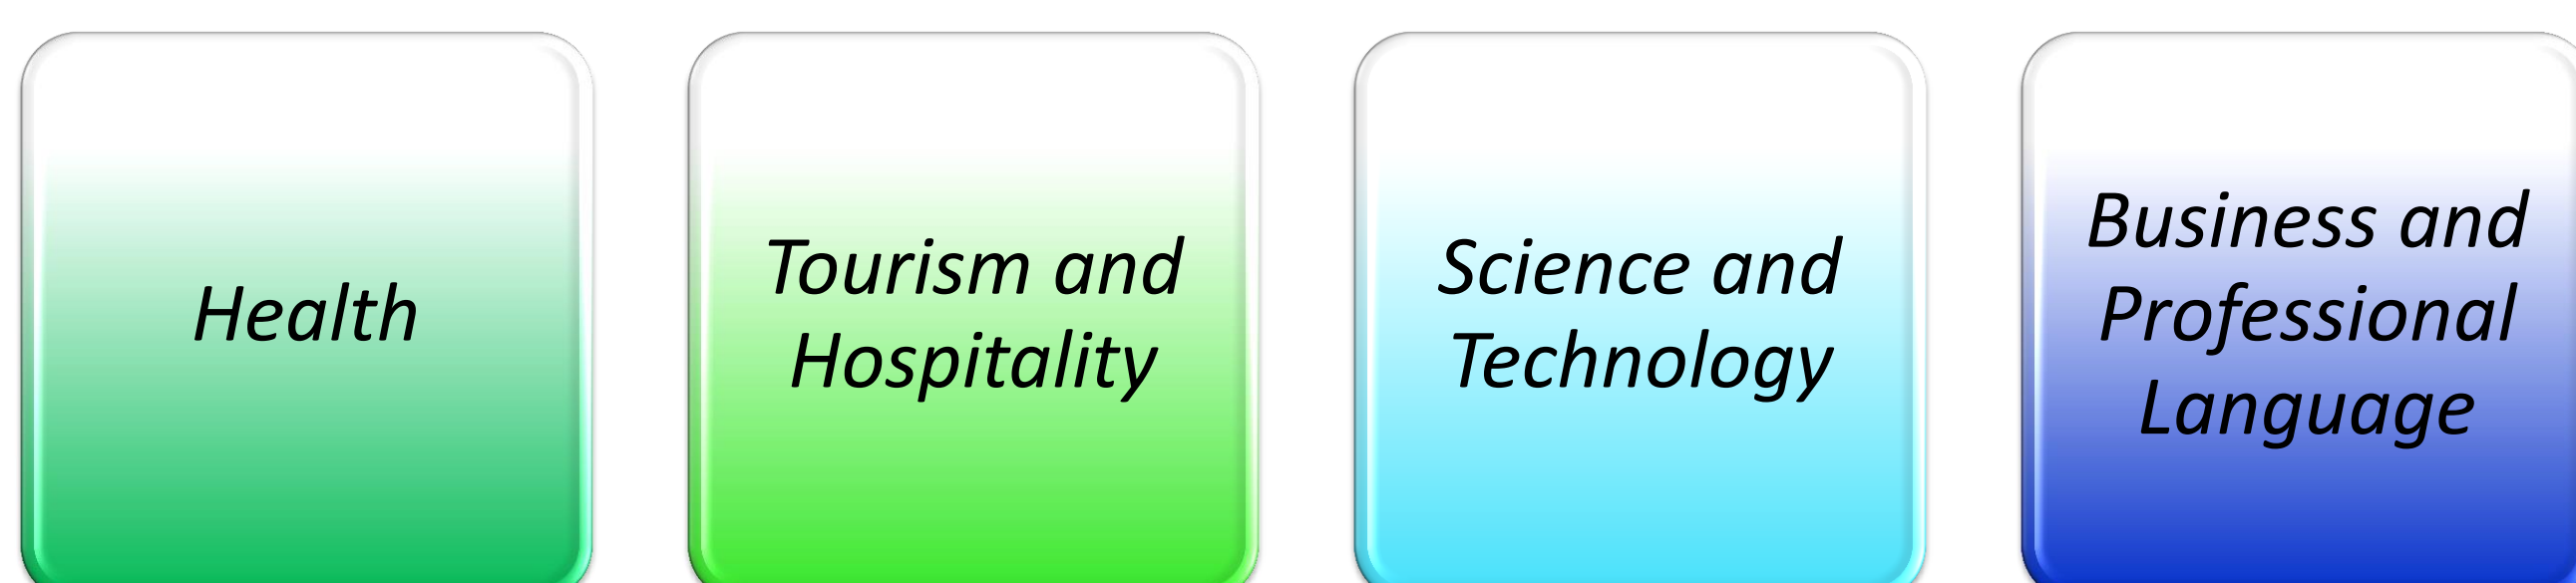 Health
Tourism and
Hospitality
Science and
Technology
Business and
Professional
Language